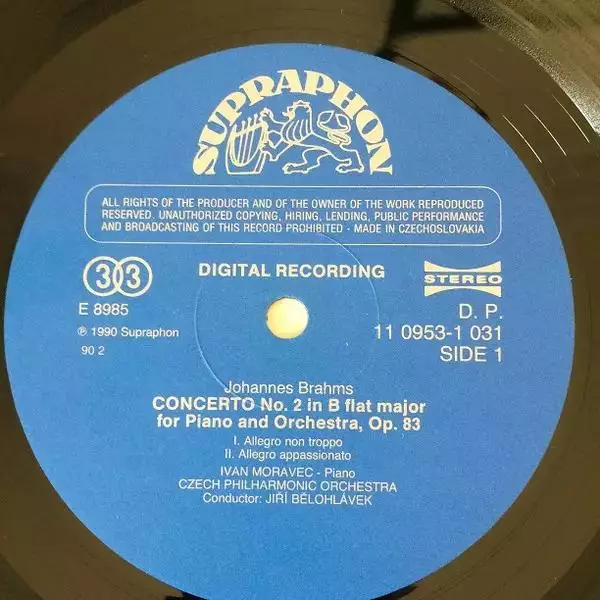 SUPRAPHON
ALL RIGHTS OF THE PRODUCER AND OF THE OWNER OF THE WORK REPRODUCED
RESERVED. UNAUTHORIZED COPYING, HIRING, LENDING, PUBLIC PERFORMANCE
AND BROADCASTING OF THIS RECORD PROHIBITED · MADE IN CZECHOSLOVAKIA
33
DIGITAL RECORDING
STEREO
E 8985
D. P.
℗ 1990 Supraphon
11 0953-1 031
90 2
SIDE 1
Johannes Brahms
CONCERTO No. 2 in B flat major
for Piano and Orchestra, Op. 83
I. Allegro non troppo
II. Allegro appassionato
IVAN MORAVEC - Piano
CZECH PHILHARMONIC ORCHESTRA
Conductor: JIŘÍ BĚLOHLÁVEK